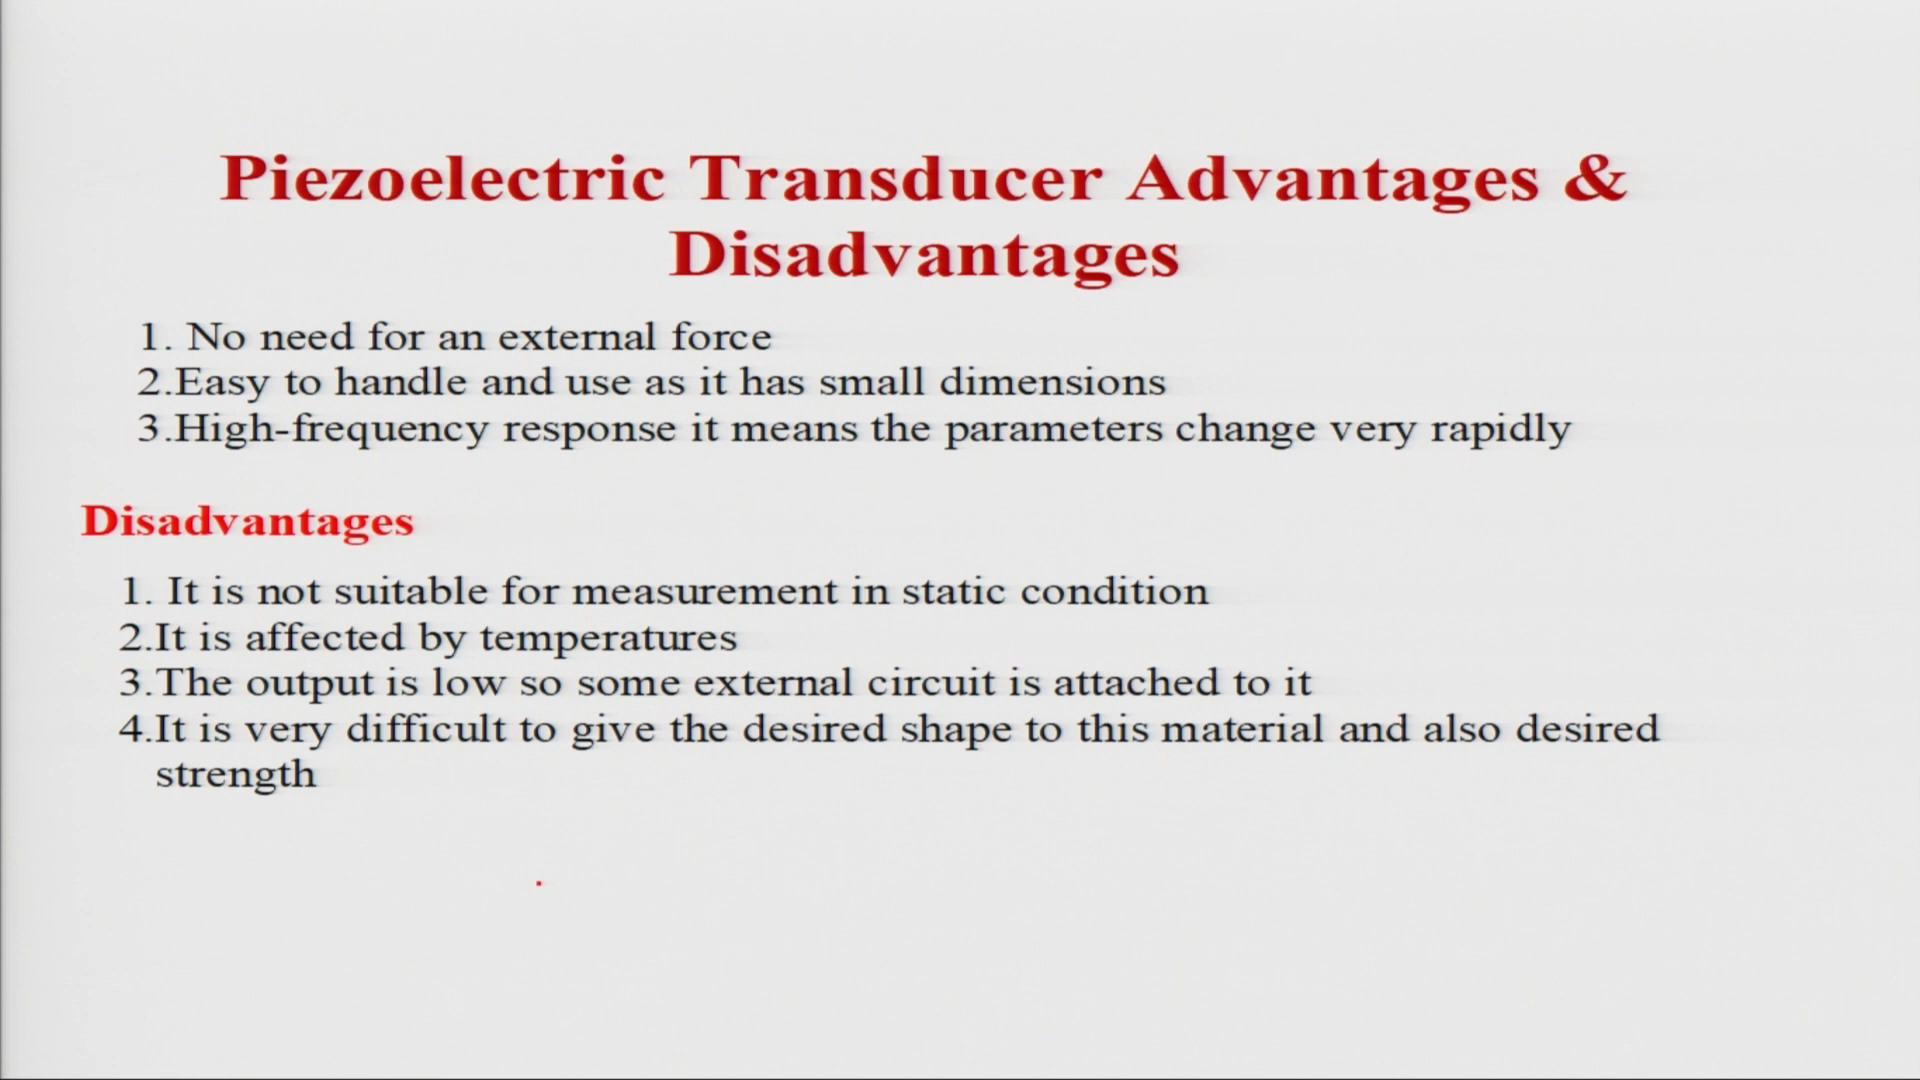 Piezoelectric Transducer Advantages &
Disadvantages
1. No need for an external force
2.Easy to handle and use as it has small dimensions
3.High-frequency response it means the parameters change very rapidly
Disadvantages
1. It is not suitable for measurement in static condition
2.It is affected by temperatures
3.The output is low so some external circuit is attached to it
4.It is very difficult to give the desired shape to this material and also desired
strength